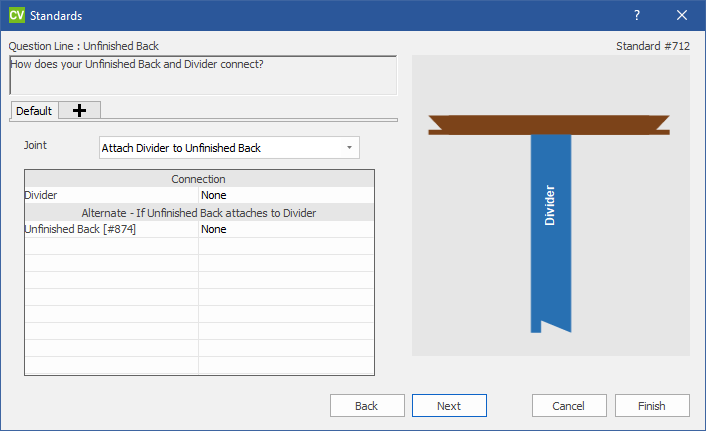 CV Standards ?
Question Line : Unfinished Back
Standard #712
How does your Unfinished Back and Divider connect?
Default
Joint
Attach Divider to Unfinished Back
Connection
Divider None
Alternate - If Unfinished Back attaches to Divider
Unfinished Back [#874] None
Divider
Back Next Cancel Finish